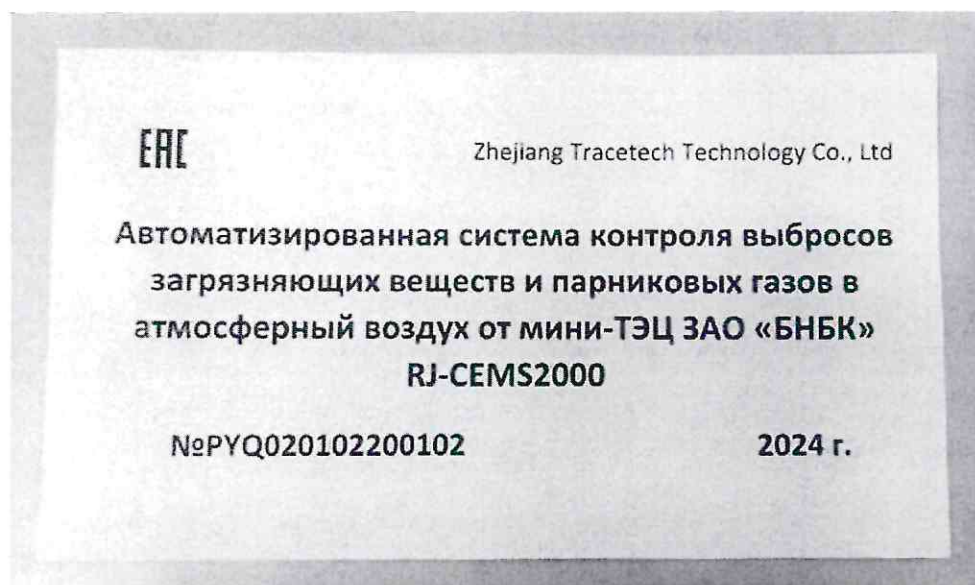 EAC
Zhejiang Tracetech Technology Co., Ltd
Автоматизированная система контроля выбросов
загрязняющих веществ и парниковых газов в
атмосферный воздух от мини-ТЭЦ ЗАО «БНБК»
RJ-CEMS2000
№PYQ020102200102 2024 г.